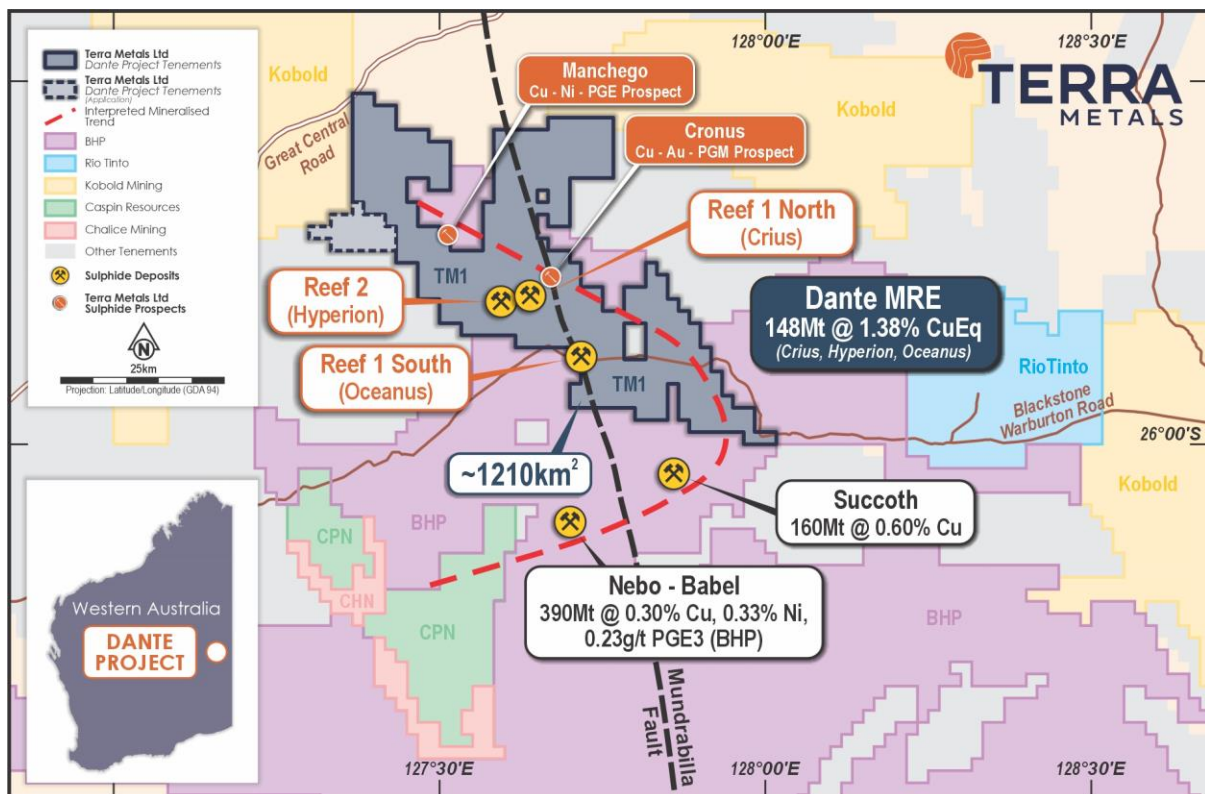 Terra Metals Ltd
Dante Project Tenements
Terra Metals Ltd
Dante Project Tenements
(Application)
Interpreted Mineralised
Trend
BHP
Rio Tinto
Kobold Mining
Caspin Resources
Chalice Mining
Other Tenements
Sulphide Deposits
Terra Metals Ltd
Sulphide Prospects
N
25km
Projection: Latitude/Longitude (GDA 94)
128°00'E
128°30'E
TERRA
METALS
Kobold
Kobold
Great Central
Road
Manchego
Cu - Ni - PGE Prospect
Cronus
Cu - Au - PGM Prospect
Reef 1 North
(Crius)
TM1
Reef 2
(Hyperion)
Dante MRE
148Mt @ 1.38% CuEq
(Crius, Hyperion, Oceanus)
Reef 1 South
(Oceanus)
TM1
RioTinto
Blackstone
Warburton Road
26°00'S
~1210km²
Kobold
Succoth
160Mt @ 0.60% Cu
CPN
BHP
CHN
CPN
Nebo - Babel
390Mt @ 0.30% Cu, 0.33% Ni,
0.23g/t PGE3 (BHP)
BHP
Western Australia
DANTE
PROJECT
Mundrabilla
Fault
127°30'E
128°00'E
128°30'E